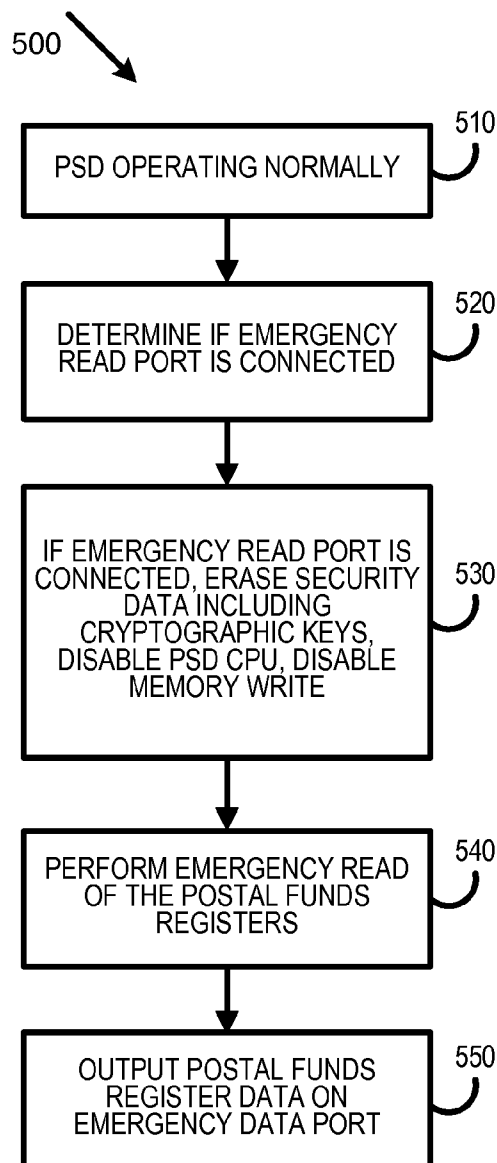 500
510
PSD OPERATING NORMALLY
520
DETERMINE IF EMERGENCY
READ PORT IS CONNECTED
530
IF EMERGENCY READ PORT IS
CONNECTED, ERASE SECURITY
DATA INCLUDING
CRYPTOGRAPHIC KEYS,
DISABLE PSD CPU, DISABLE
MEMORY WRITE
540
PERFORM EMERGENCY READ
OF THE POSTAL FUNDS
REGISTERS
550
OUTPUT POSTAL FUNDS
REGISTER DATA ON
EMERGENCY DATA PORT